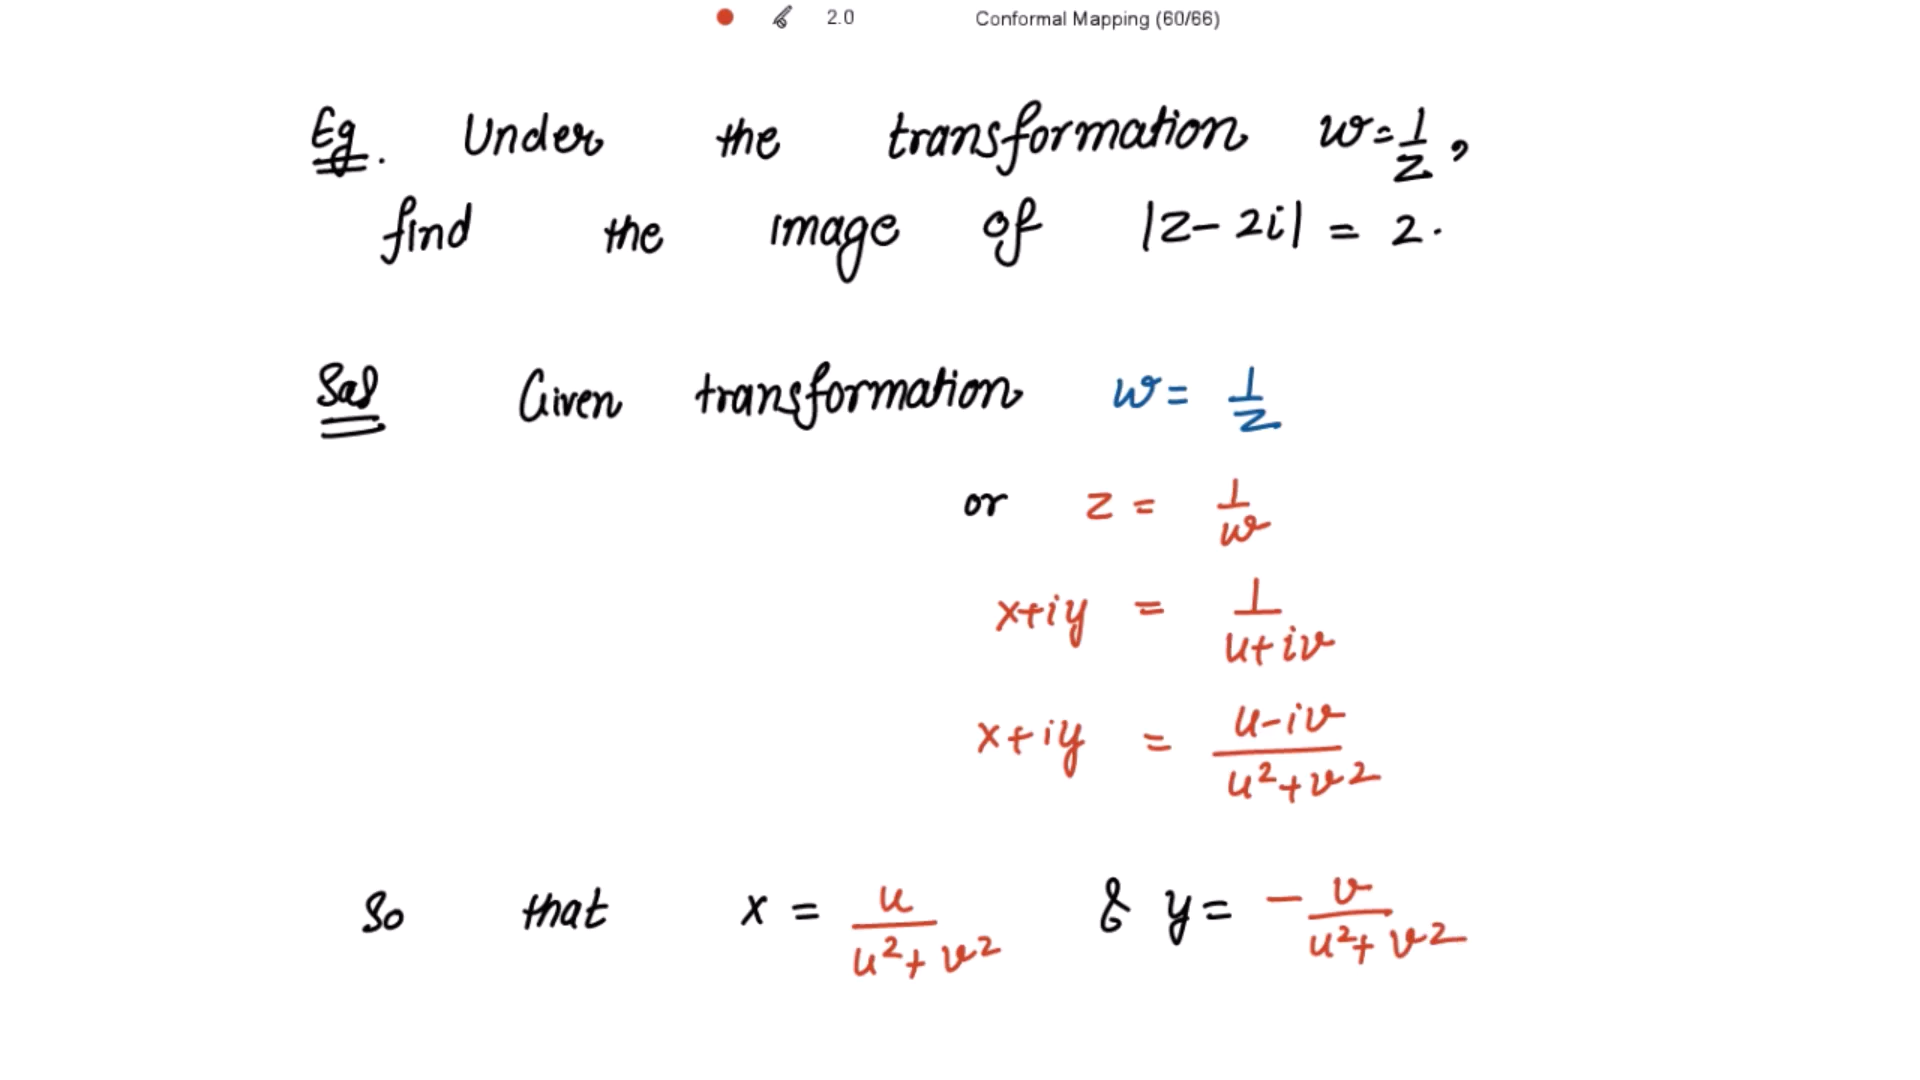 2.0 Conformal Mapping (60/66)
Eg. Under the transformation w = 1/z,
find the image of |z - 2i| = 2.
Sol Given transformation w = 1/z
or z = 1/w
x+iy = 1/(u+iv)
x+iy = (u-iv)/(u²+v²)
So that x = u/(u²+v²) & y = - v/(u²+v²)